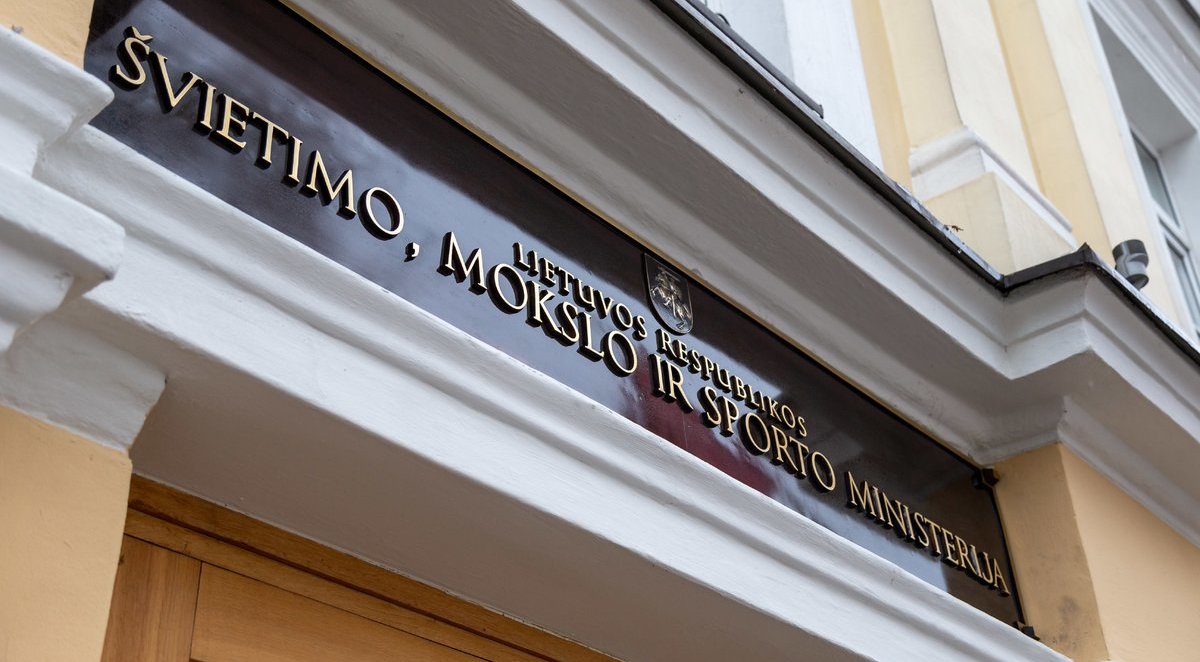 LIETUVOS RESPUBLIKOS
ŠVIETIMO, MOKSLO IR SPORTO MINISTERIJA